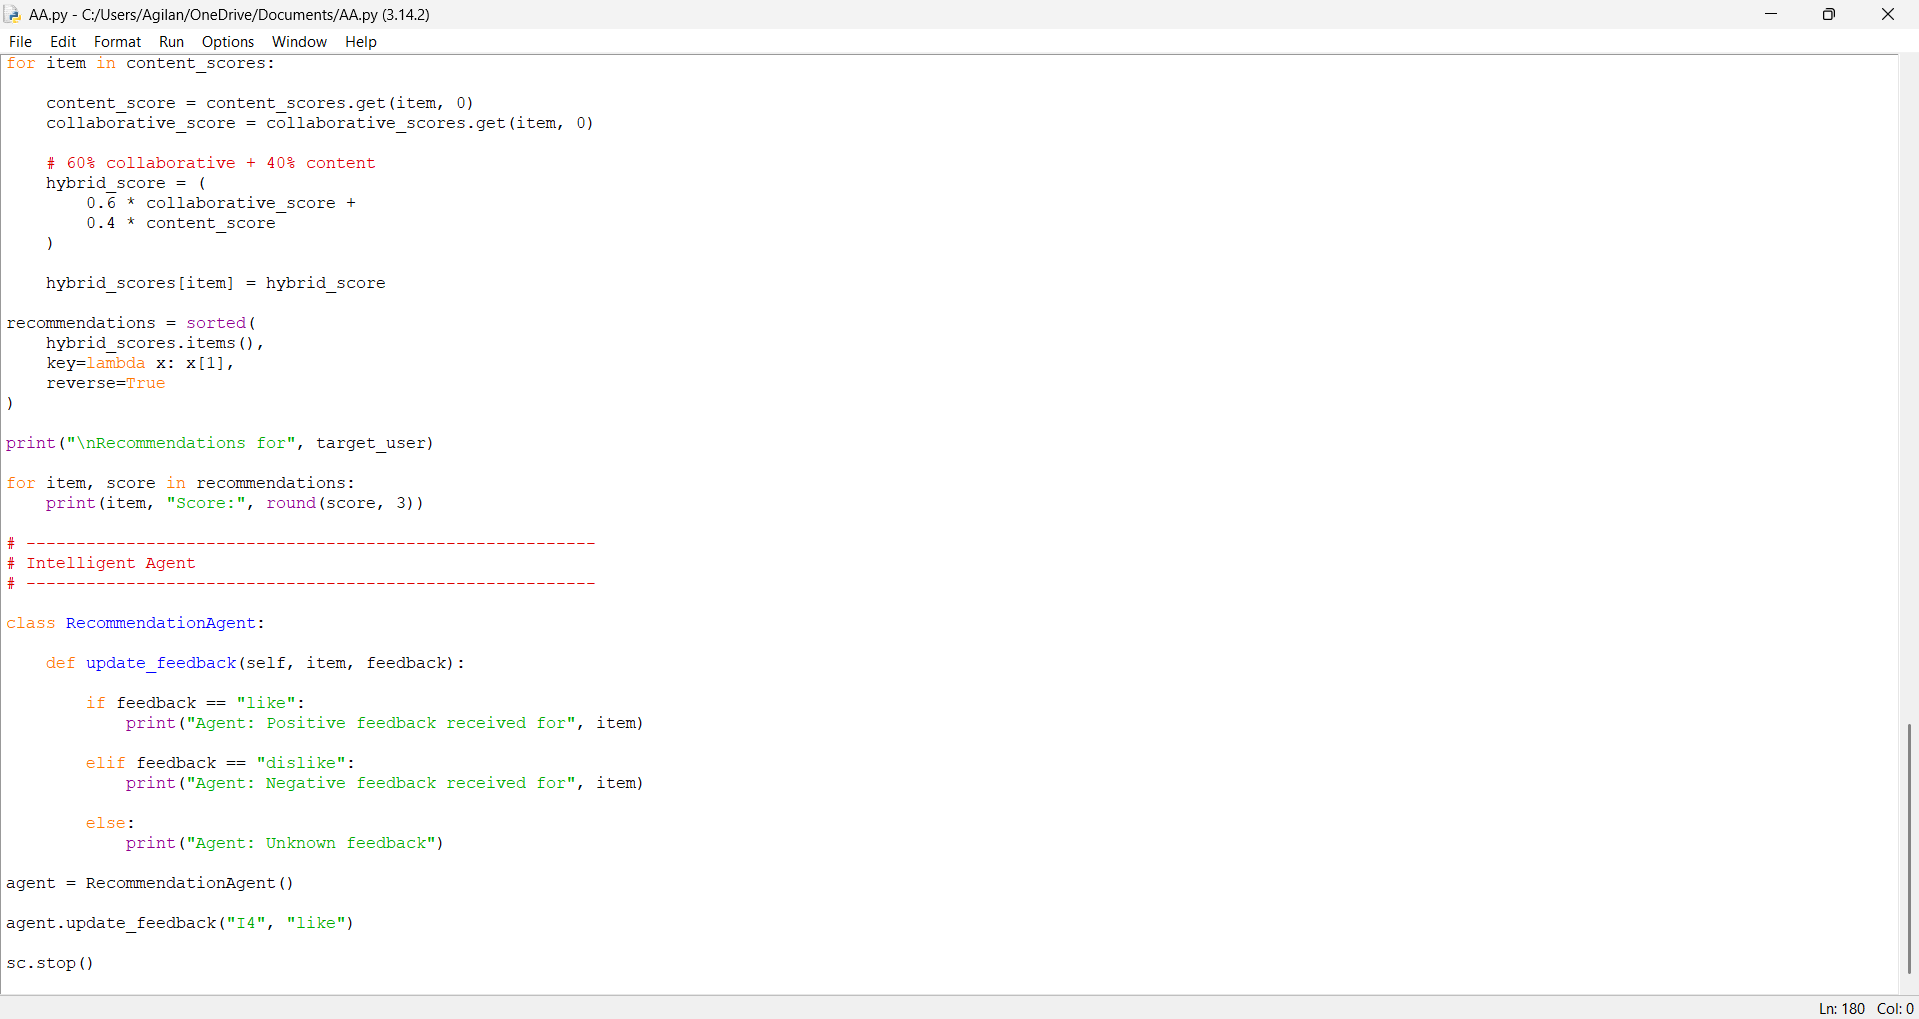 AA.py - C:/Users/Agilan/OneDrive/Documents/AA.py (3.14.2)
File Edit Format Run Options Window Help
for item in content_scores:
    content_score = content_scores.get(item, 0)
    collaborative_score = collaborative_scores.get(item, 0)
    # 60% collaborative + 40% content
    hybrid_score = (
        0.6 * collaborative_score +
        0.4 * content_score
    )
    hybrid_scores[item] = hybrid_score
recommendations = sorted(
    hybrid_scores.items(),
    key=lambda x: x[1],
    reverse=True
)
print("\nRecommendations for", target_user)
for item, score in recommendations:
    print(item, "Score:", round(score, 3))
# ---------------------------------------------------------
# Intelligent Agent
# ---------------------------------------------------------
class RecommendationAgent:
    def update_feedback(self, item, feedback):
        if feedback == "like":
            print("Agent: Positive feedback received for", item)
        elif feedback == "dislike":
            print("Agent: Negative feedback received for", item)
        else:
            print("Agent: Unknown feedback")
agent = RecommendationAgent()
agent.update_feedback("I4", "like")
sc.stop()
Ln: 180 Col: 0